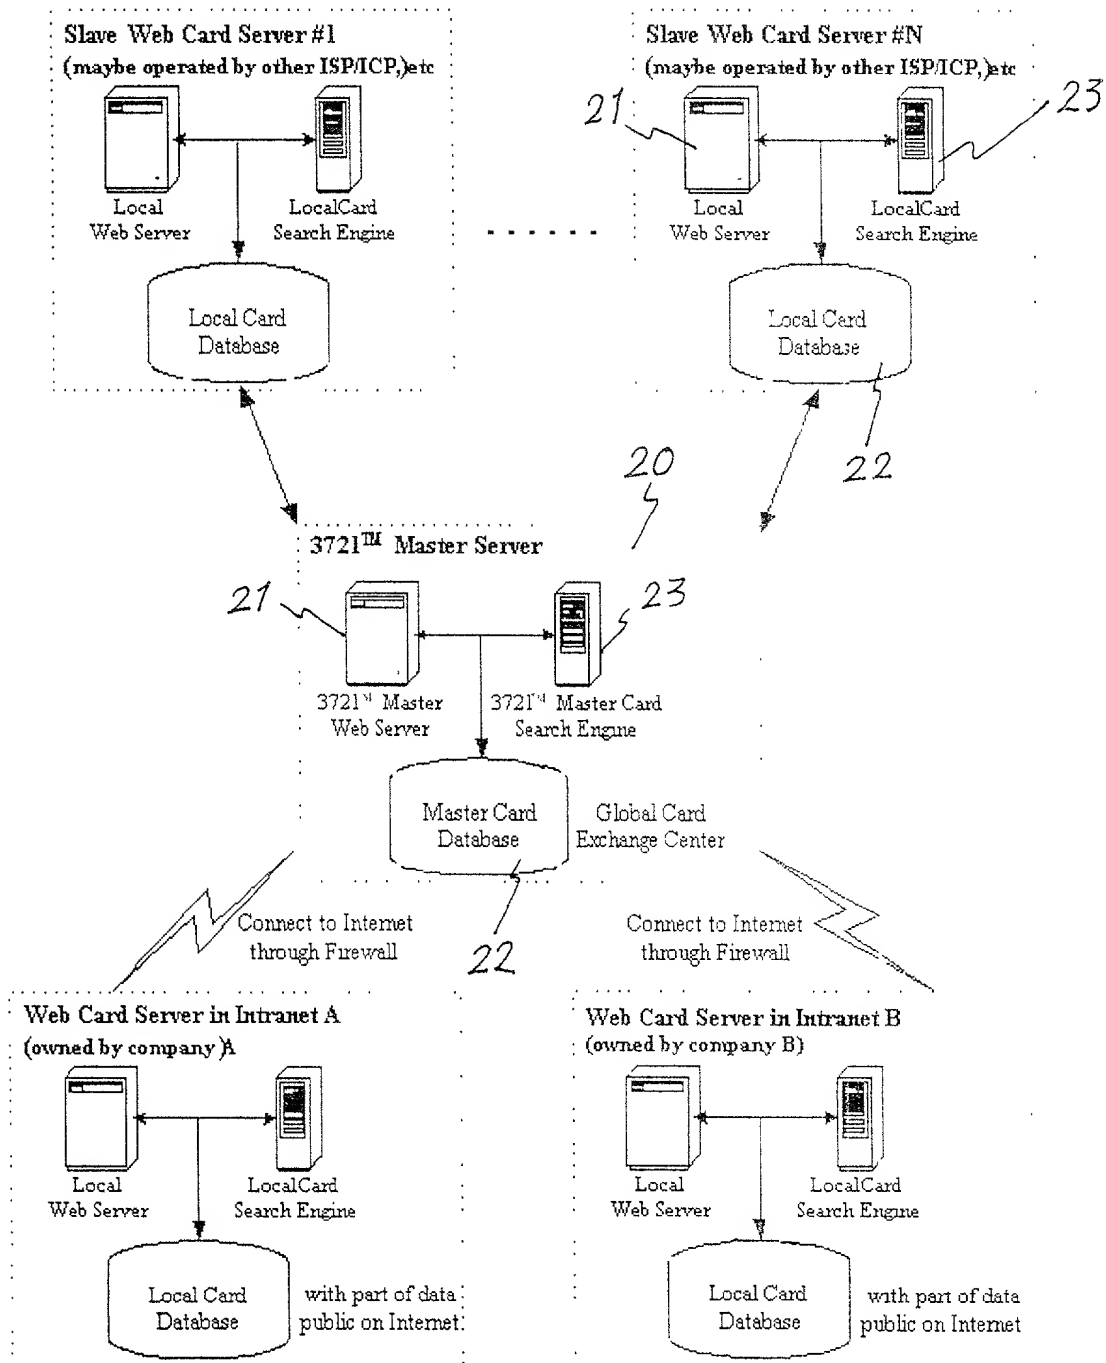 Slave Web Card Server #1
(maybe operated by other ISP/ICP,)etc
Local
Web Server
LocalCard
Search Engine
Local Card
Database
Slave Web Card Server #N
(maybe operated by other ISP/ICP,)etc
21
23
Local
Web Server
LocalCard
Search Engine
Local Card
Database
22
20
3721™ Master Server
21
23
3721™ Master
Web Server
3721™ Master Card
Search Engine
Master Card
Database
Global Card
Exchange Center
22
Connect to Internet
through Firewall
Connect to Internet
through Firewall
Web Card Server in Intranet A
(owned by company )A
Local
Web Server
LocalCard
Search Engine
Local Card
Database
with part of data
public on Internet
Web Card Server in Intranet B
(owned by company B)
Local
Web Server
LocalCard
Search Engine
Local Card
Database
with part of data
public on Internet